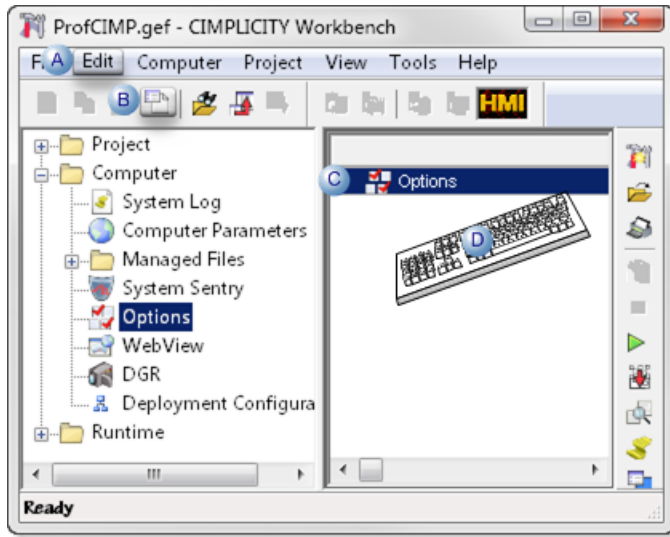 ProfCIMP.gef - CIMPLICITY Workbench
F A Edit Computer Project View Tools Help
B HMI
Project
Computer
System Log
Computer Parameters
Managed Files
System Sentry
Options
WebView
DGR
Deployment Configura
Runtime
C Options
D
Ready